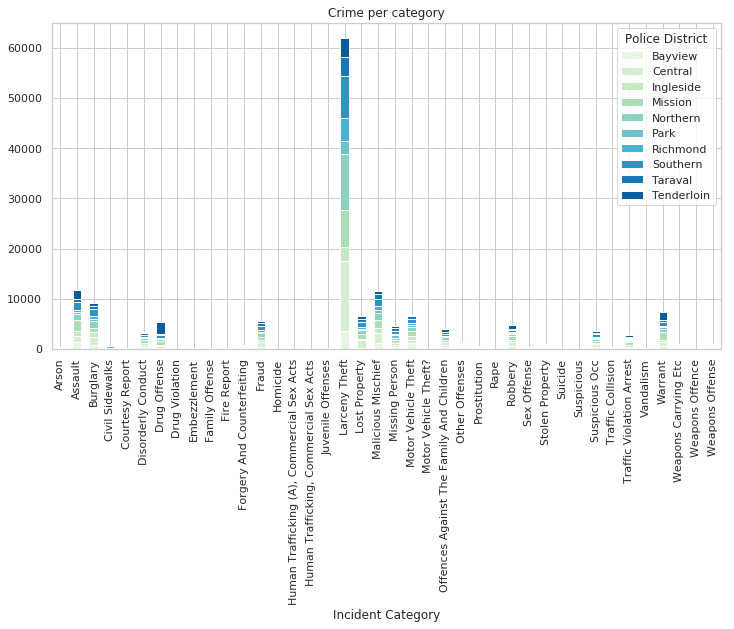 Crime per category
60000
50000
40000
30000
20000
10000
0
Police District
Bayview
Central
Ingleside
Mission
Northern
Park
Richmond
Southern
Taraval
Tenderloin
Arson
Assault
Burglary
Civil Sidewalks
Courtesy Report
Disorderly Conduct
Drug Offense
Drug Violation
Embezzlement
Family Offense
Fire Report
Forgery And Counterfeiting
Fraud
Homicide
Human Trafficking (A), Commercial Sex Acts
Human Trafficking, Commercial Sex Acts
Juvenile Offenses
Larceny Theft
Lost Property
Malicious Mischief
Missing Person
Motor Vehicle Theft
Motor Vehicle Theft?
Offences Against The Family And Children
Other Offenses
Prostitution
Rape
Robbery
Sex Offense
Stolen Property
Suicide
Suspicious
Suspicious Occ
Traffic Collision
Traffic Violation Arrest
Vandalism
Warrant
Weapons Carrying Etc
Weapons Offence
Weapons Offense
Incident Category